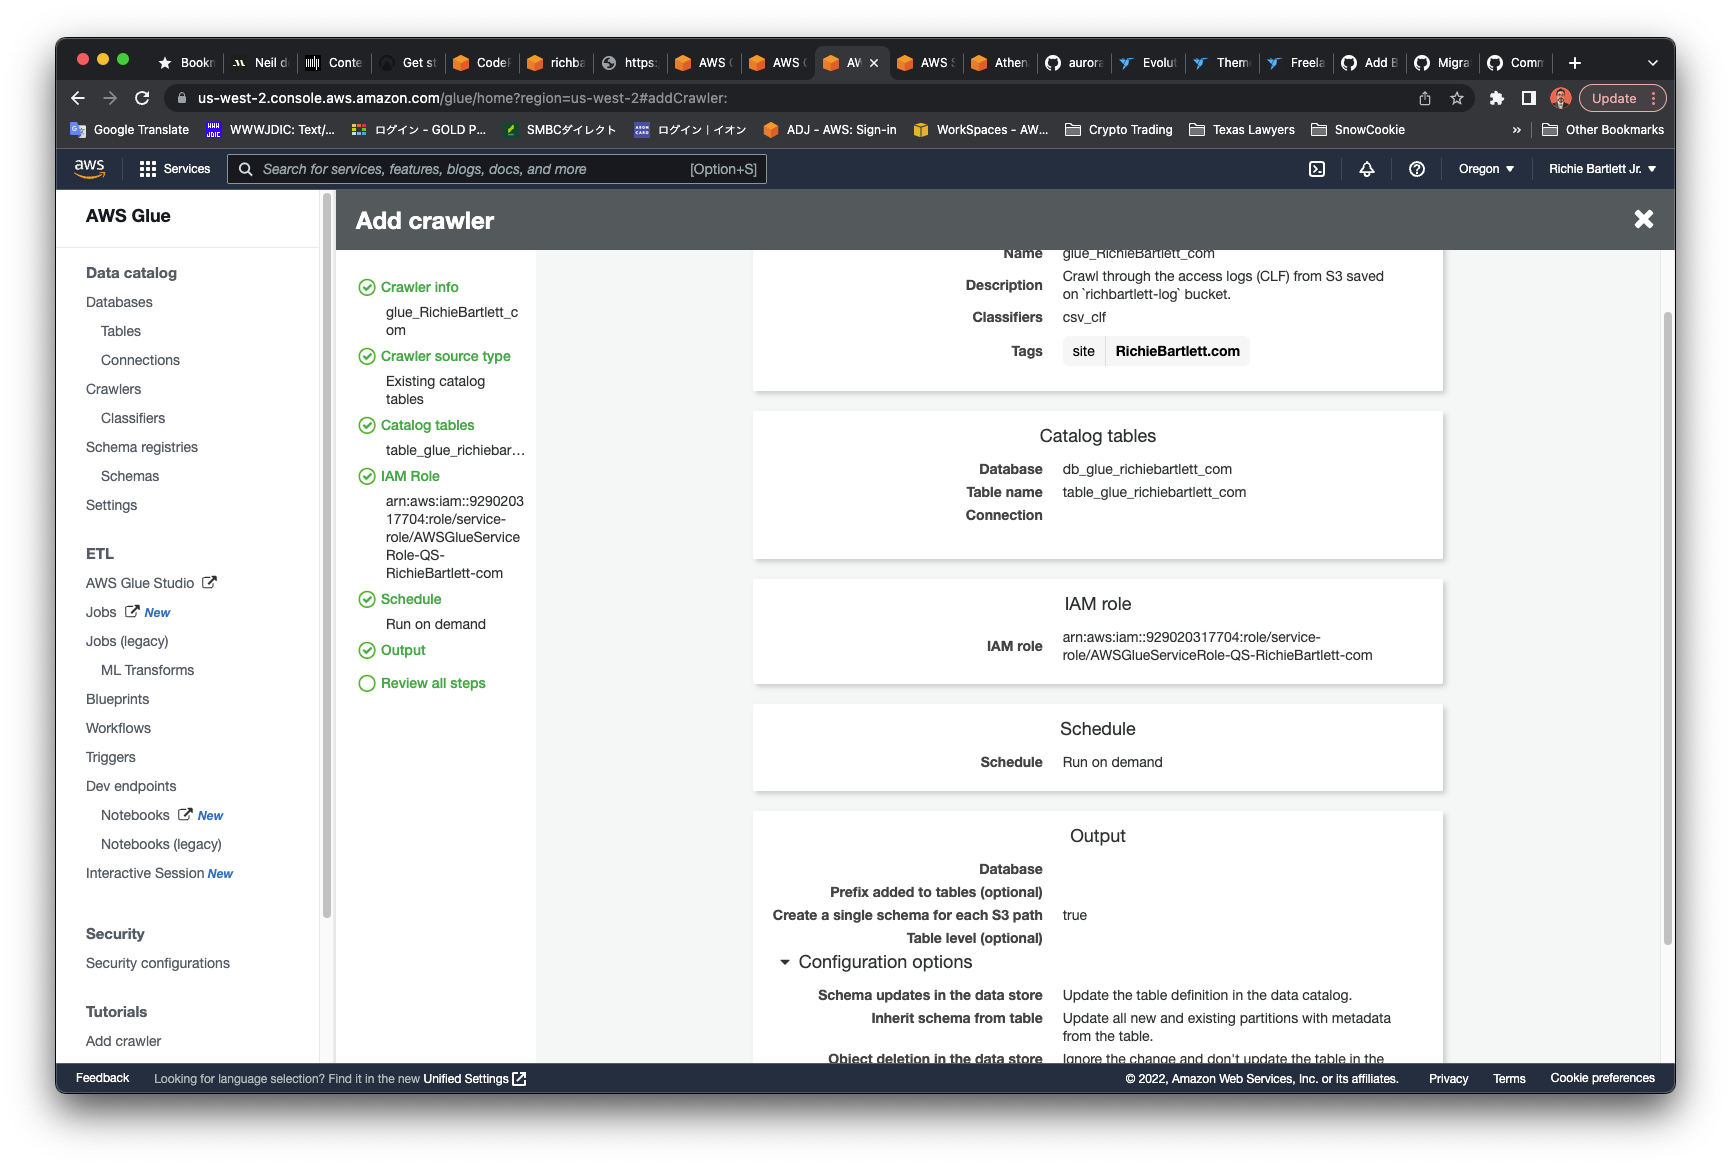 Bookn
Neil d
Conte
Get st
CodeP
richba
https:
AWS
AWS
AW
AWS S
Athen
aurora
Evolut
Them
Freela
Add B
Migra
Comm
us-west-2.console.aws.amazon.com/glue/home?region=us-west-2#addCrawler:
Update
Google Translate
WWWJDIC: Text/...
ログイン - GOLD P...
SMBCダイレクト
ログイン | イオン
ADJ - AWS: Sign-in
WorkSpaces - AW...
Crypto Trading
Texas Lawyers
SnowCookie
»
Other Bookmarks
aws
Services
Search for services, features, blogs, docs, and more
[Option+S]
Oregon
Richie Bartlett Jr.
AWS Glue
Data catalog
Databases
Tables
Connections
Crawlers
Classifiers
Schema registries
Schemas
Settings
ETL
AWS Glue Studio
Jobs New
Jobs (legacy)
ML Transforms
Blueprints
Workflows
Triggers
Dev endpoints
Notebooks New
Notebooks (legacy)
Interactive Session New
Security
Security configurations
Tutorials
Add crawler
Add crawler
Crawler info
glue_RichieBartlett_c
om
Crawler source type
Existing catalog
tables
Catalog tables
table_glue_richiebar...
IAM Role
arn:aws:iam::9290203
17704:role/service-
role/AWSGlueService
Role-QS-
RichieBartlett-com
Schedule
Run on demand
Output
Review all steps
Name glue_RichieBartlett_com
Description Crawl through the access logs (CLF) from S3 saved
on `richbartlett-log` bucket.
Classifiers csv_clf
Tags site RichieBartlett.com
Catalog tables
Database db_glue_richiebartlett_com
Table name table_glue_richiebartlett_com
Connection
IAM role
IAM role arn:aws:iam::929020317704:role/service-
role/AWSGlueServiceRole-QS-RichieBartlett-com
Schedule
Schedule Run on demand
Output
Database
Prefix added to tables (optional)
Create a single schema for each S3 path true
Table level (optional)
Configuration options
Schema updates in the data store Update the table definition in the data catalog.
Inherit schema from table Update all new and existing partitions with metadata
from the table.
Object deletion in the data store Ignore the change and don't update the table in the
Feedback
Looking for language selection? Find it in the new Unified Settings
© 2022, Amazon Web Services, Inc. or its affiliates.
Privacy
Terms
Cookie preferences